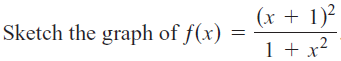 Sketch the graph of f(x) = (x + 1)² / (1 + x²)